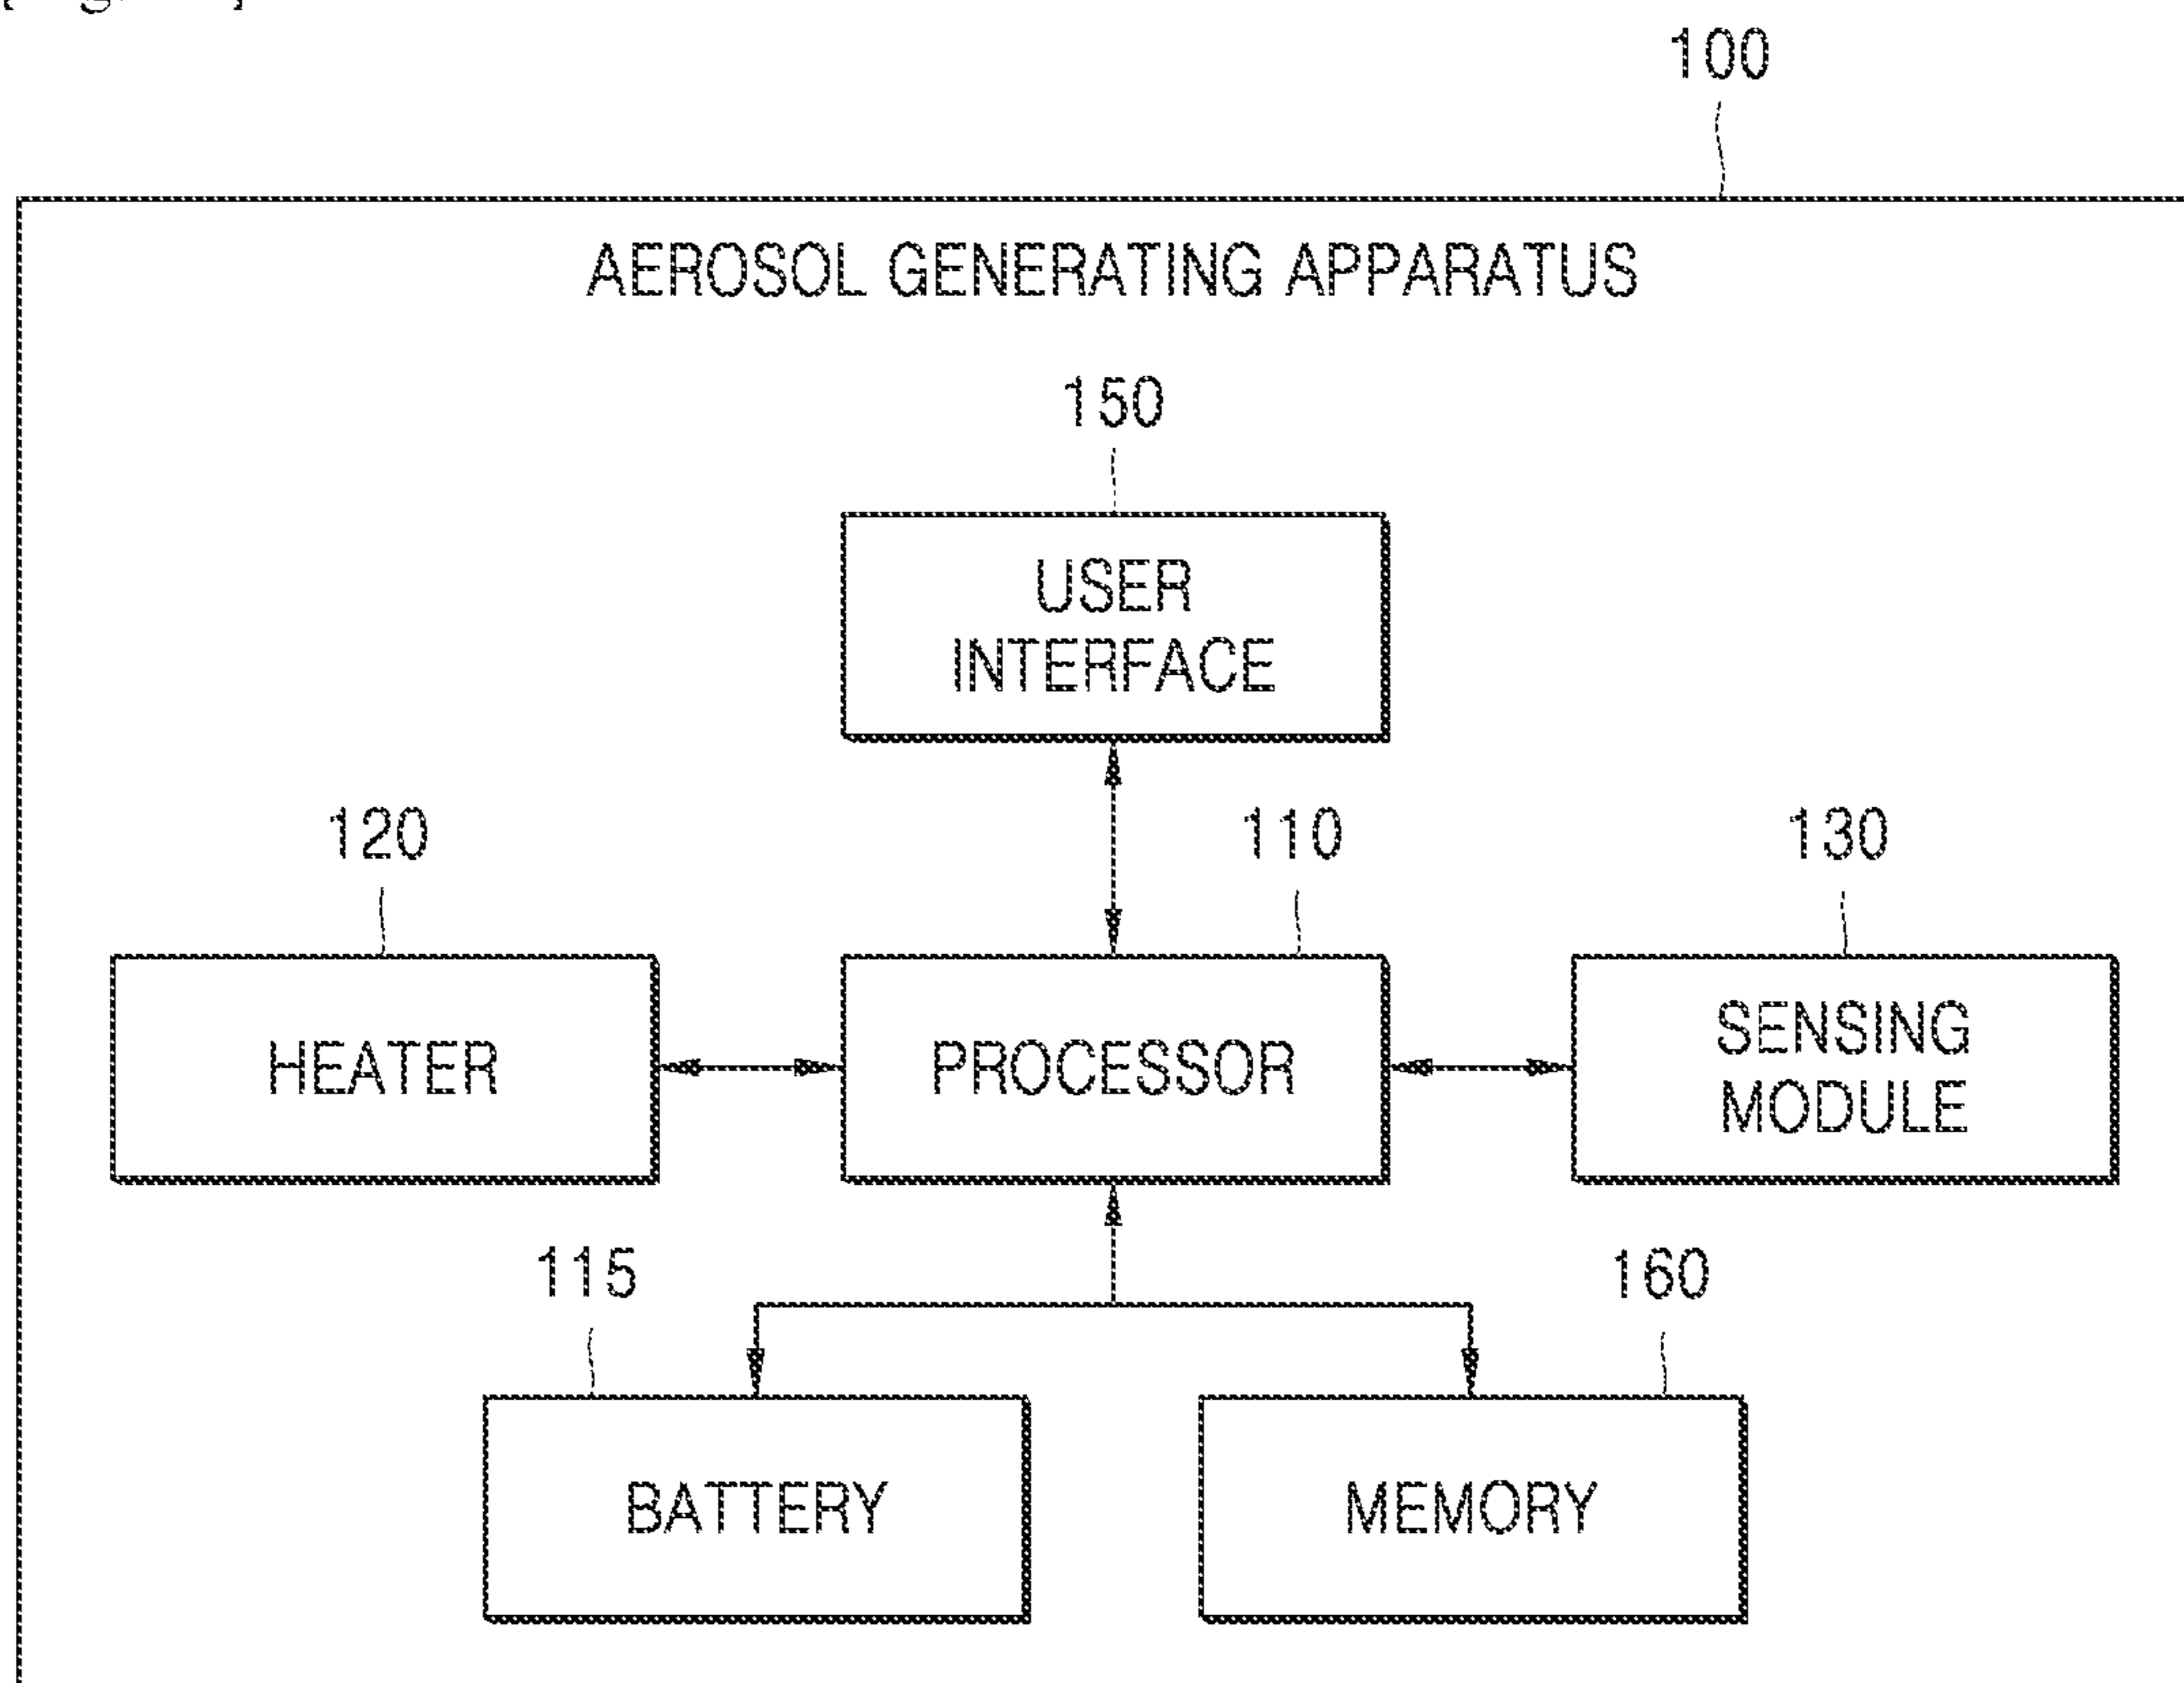 100
AEROSOL GENERATING APPARATUS
150
USER
INTERFACE
120
110
130
HEATER
PROCESSOR
SENSING
MODULE
115
160
BATTERY
MEMORY